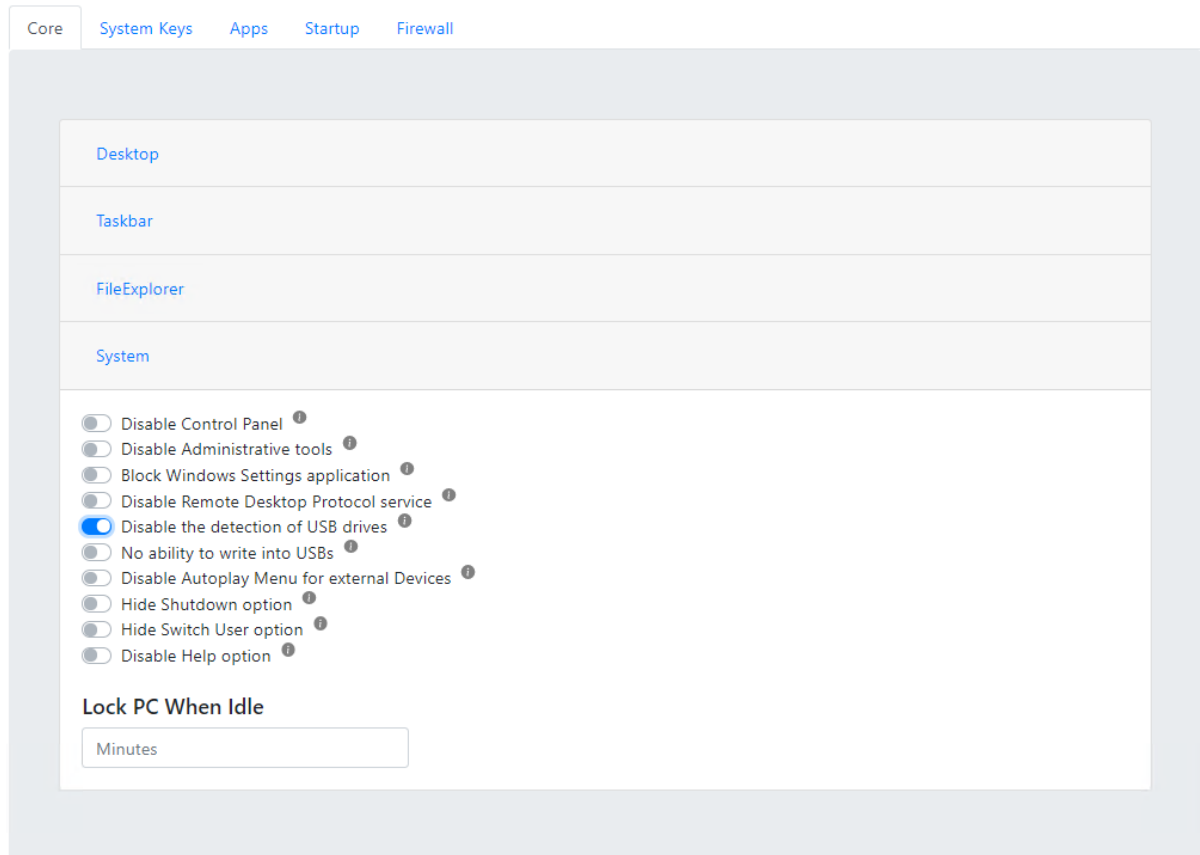 Core System Keys Apps Startup Firewall
Desktop
Taskbar
FileExplorer
System
Disable Control Panel
Disable Administrative tools
Block Windows Settings application
Disable Remote Desktop Protocol service
Disable the detection of USB drives
No ability to write into USBs
Disable Autoplay Menu for external Devices
Hide Shutdown option
Hide Switch User option
Disable Help option
Lock PC When Idle
Minutes